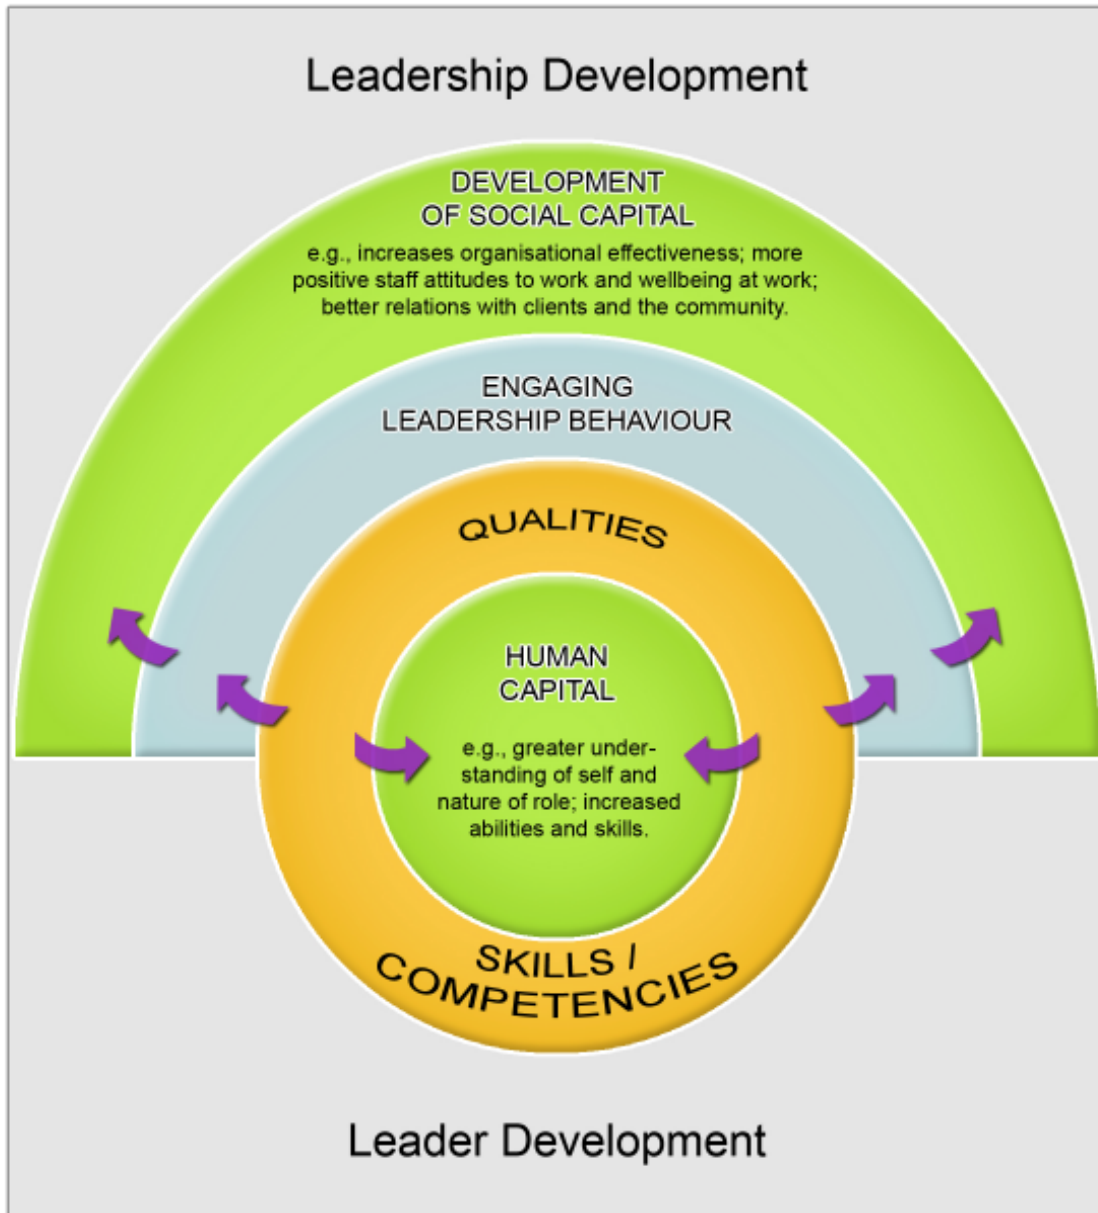 Leadership Development
DEVELOPMENT
OF SOCIAL CAPITAL
e.g., increases organisational effectiveness; more
positive staff attitudes to work and wellbeing at work;
better relations with clients and the community.
ENGAGING
LEADERSHIP BEHAVIOUR
QUALITIES
HUMAN
CAPITAL
e.g., greater under-
standing of self and
nature of role; increased
abilities and skills.
SKILLS /
COMPETENCIES
Leader Development